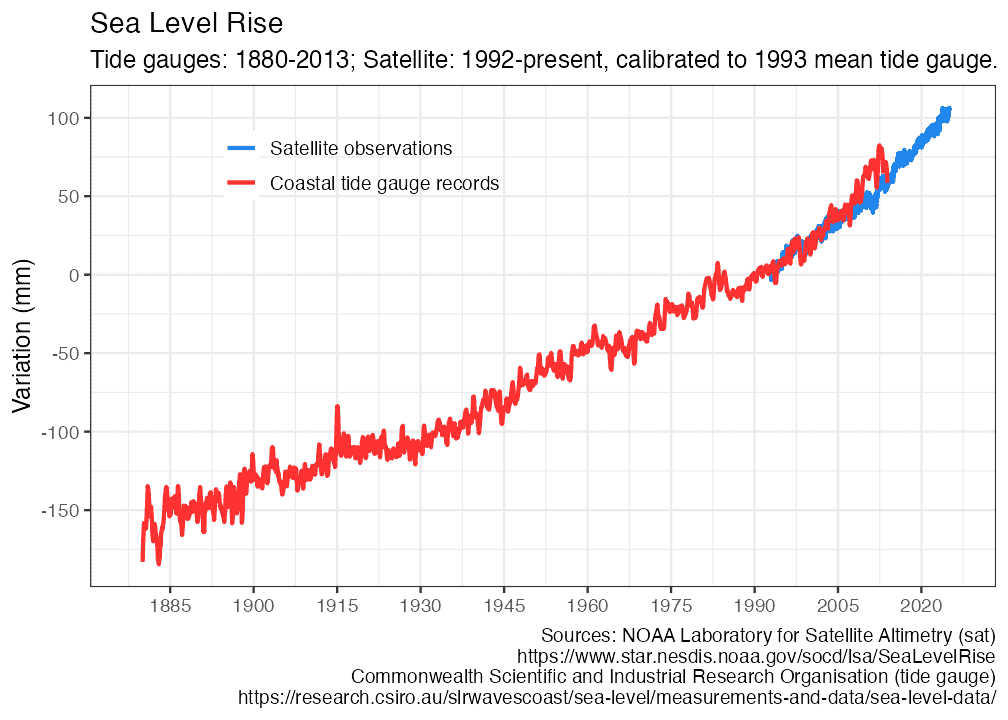 Sea Level Rise
Tide gauges: 1880-2013; Satellite: 1992-present, calibrated to 1993 mean tide gauge.
Variation (mm)
100
50
0
-50
-100
-150
Satellite observations
Coastal tide gauge records
1885 1900 1915 1930 1945 1960 1975 1990 2005 2020
Sources: NOAA Laboratory for Satellite Altimetry (sat)
https://www.star.nesdis.noaa.gov/socd/lsa/SeaLevelRise
Commonwealth Scientific and Industrial Research Organisation (tide gauge)
https://research.csiro.au/slrwavescoast/sea-level/measurements-and-data/sea-level-data/